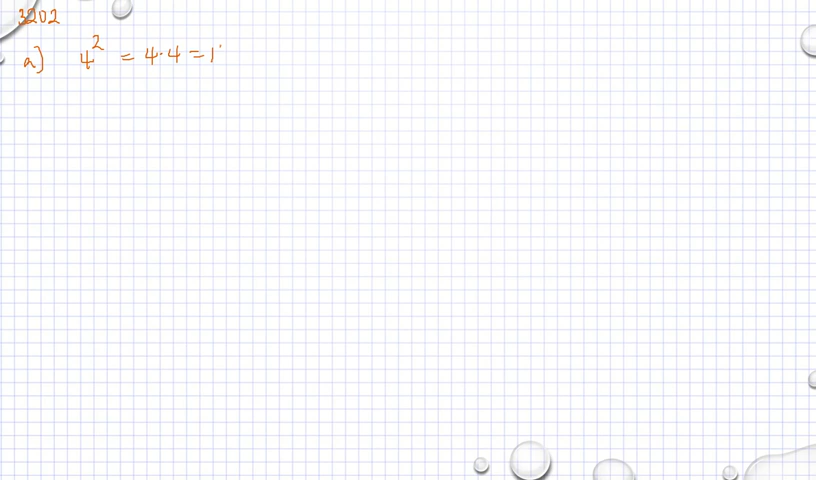 3202
a) 4² = 4·4 = 1